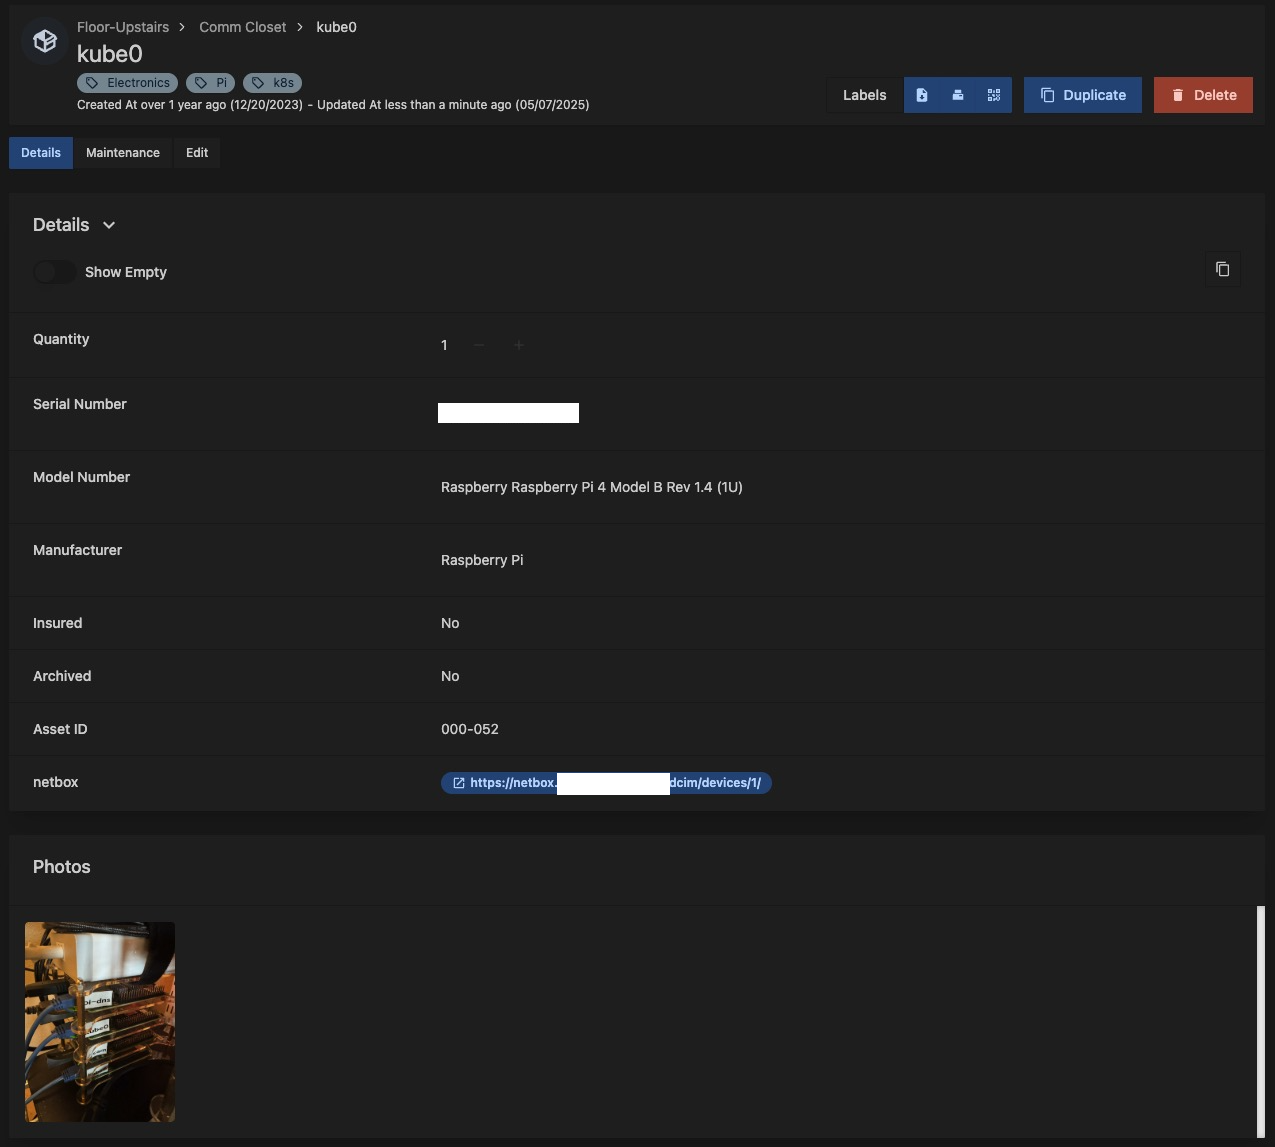 Floor-Upstairs > Comm Closet > kube0
kube0
Electronics Pi k8s
Created At over 1 year ago (12/20/2023) - Updated At less than a minute ago (05/07/2025)
Labels Duplicate Delete
Details Maintenance Edit
Details
Show Empty
Quantity 1 − +
Serial Number
Model Number
Raspberry Raspberry Pi 4 Model B Rev 1.4 (1U)
Manufacturer
Raspberry Pi
Insured No
Archived No
Asset ID 000-052
netbox https://netbox. dcim/devices/1/
Photos
pi-dns